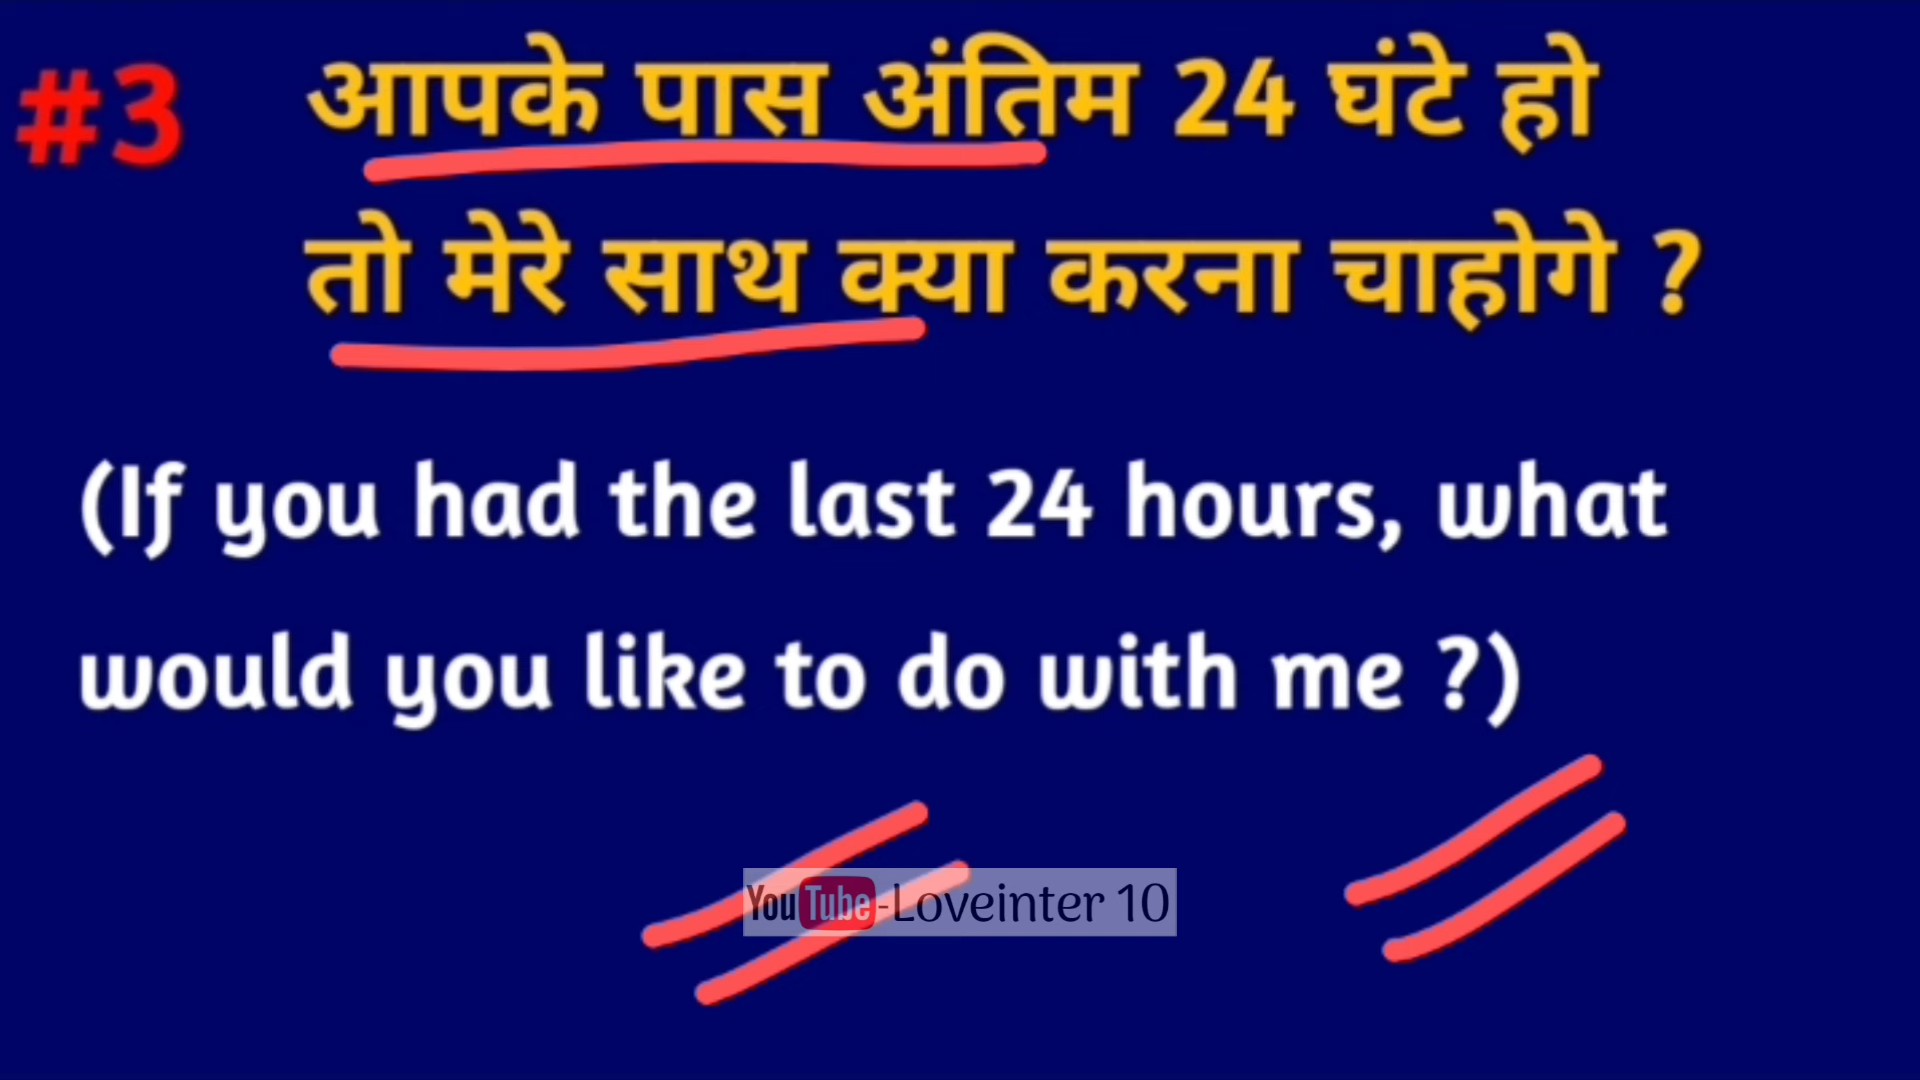 #3 आपके पास अंतिम 24 घंटे हो
तो मेरे साथ क्या करना चाहोगे ?
(If you had the last 24 hours, what
would you like to do with me ?)
YouTube-Loveinter 10